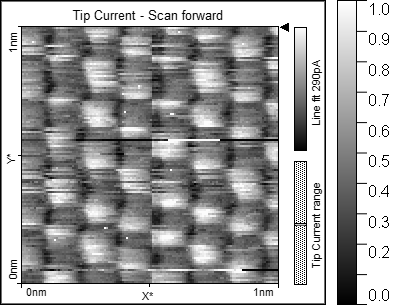 Tip Current - Scan forward
1nm
Y*
0nm
0nm
X*
1nm
Line fit 290pA
Tip Current range
1.0
0.9
0.8
0.7
0.6
0.5
0.4
0.3
0.2
0.1
0.0